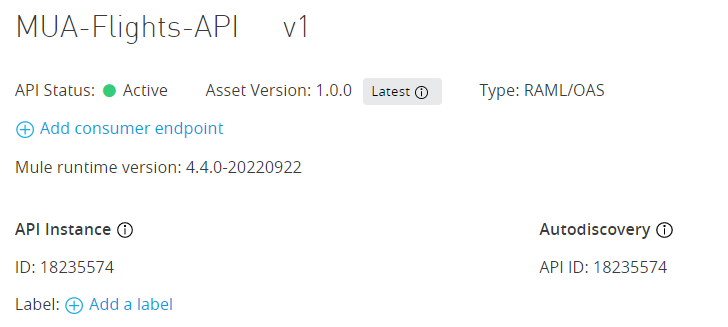 MUA-Flights-API v1
API Status: Active Asset Version: 1.0.0 Latest Type: RAML/OAS
Add consumer endpoint
Mule runtime version: 4.4.0-20220922
API Instance Autodiscovery
ID: 18235574 API ID: 18235574
Label: Add a label